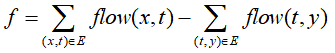 f = ∑_{(x,t)∈E} flow(x,t) − ∑_{(t,y)∈E} flow(t,y)